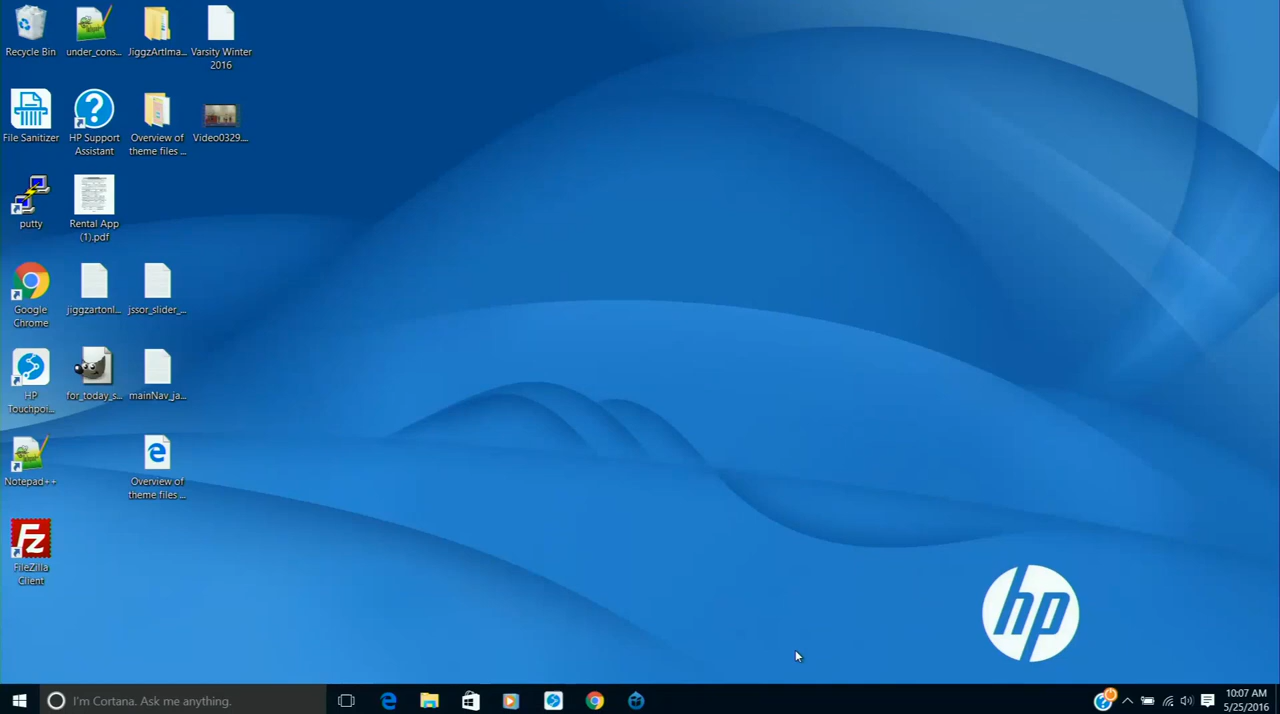 Recycle Bin
under_cons...
JiggzArtIma...
Varsity Winter
2016
File Sanitizer
HP Support
Assistant
Overview of
theme files ...
Video0329....
putty
Rental App
(1).pdf
Google
Chrome
jiggzartonl...
jssor_slider_...
HP
Touchpoi...
for_today_s...
mainNav_ja...
Notepad++
Overview of
theme files ...
FileZilla
Client
hp
I'm Cortana. Ask me anything.
10:07 AM
5/25/2016